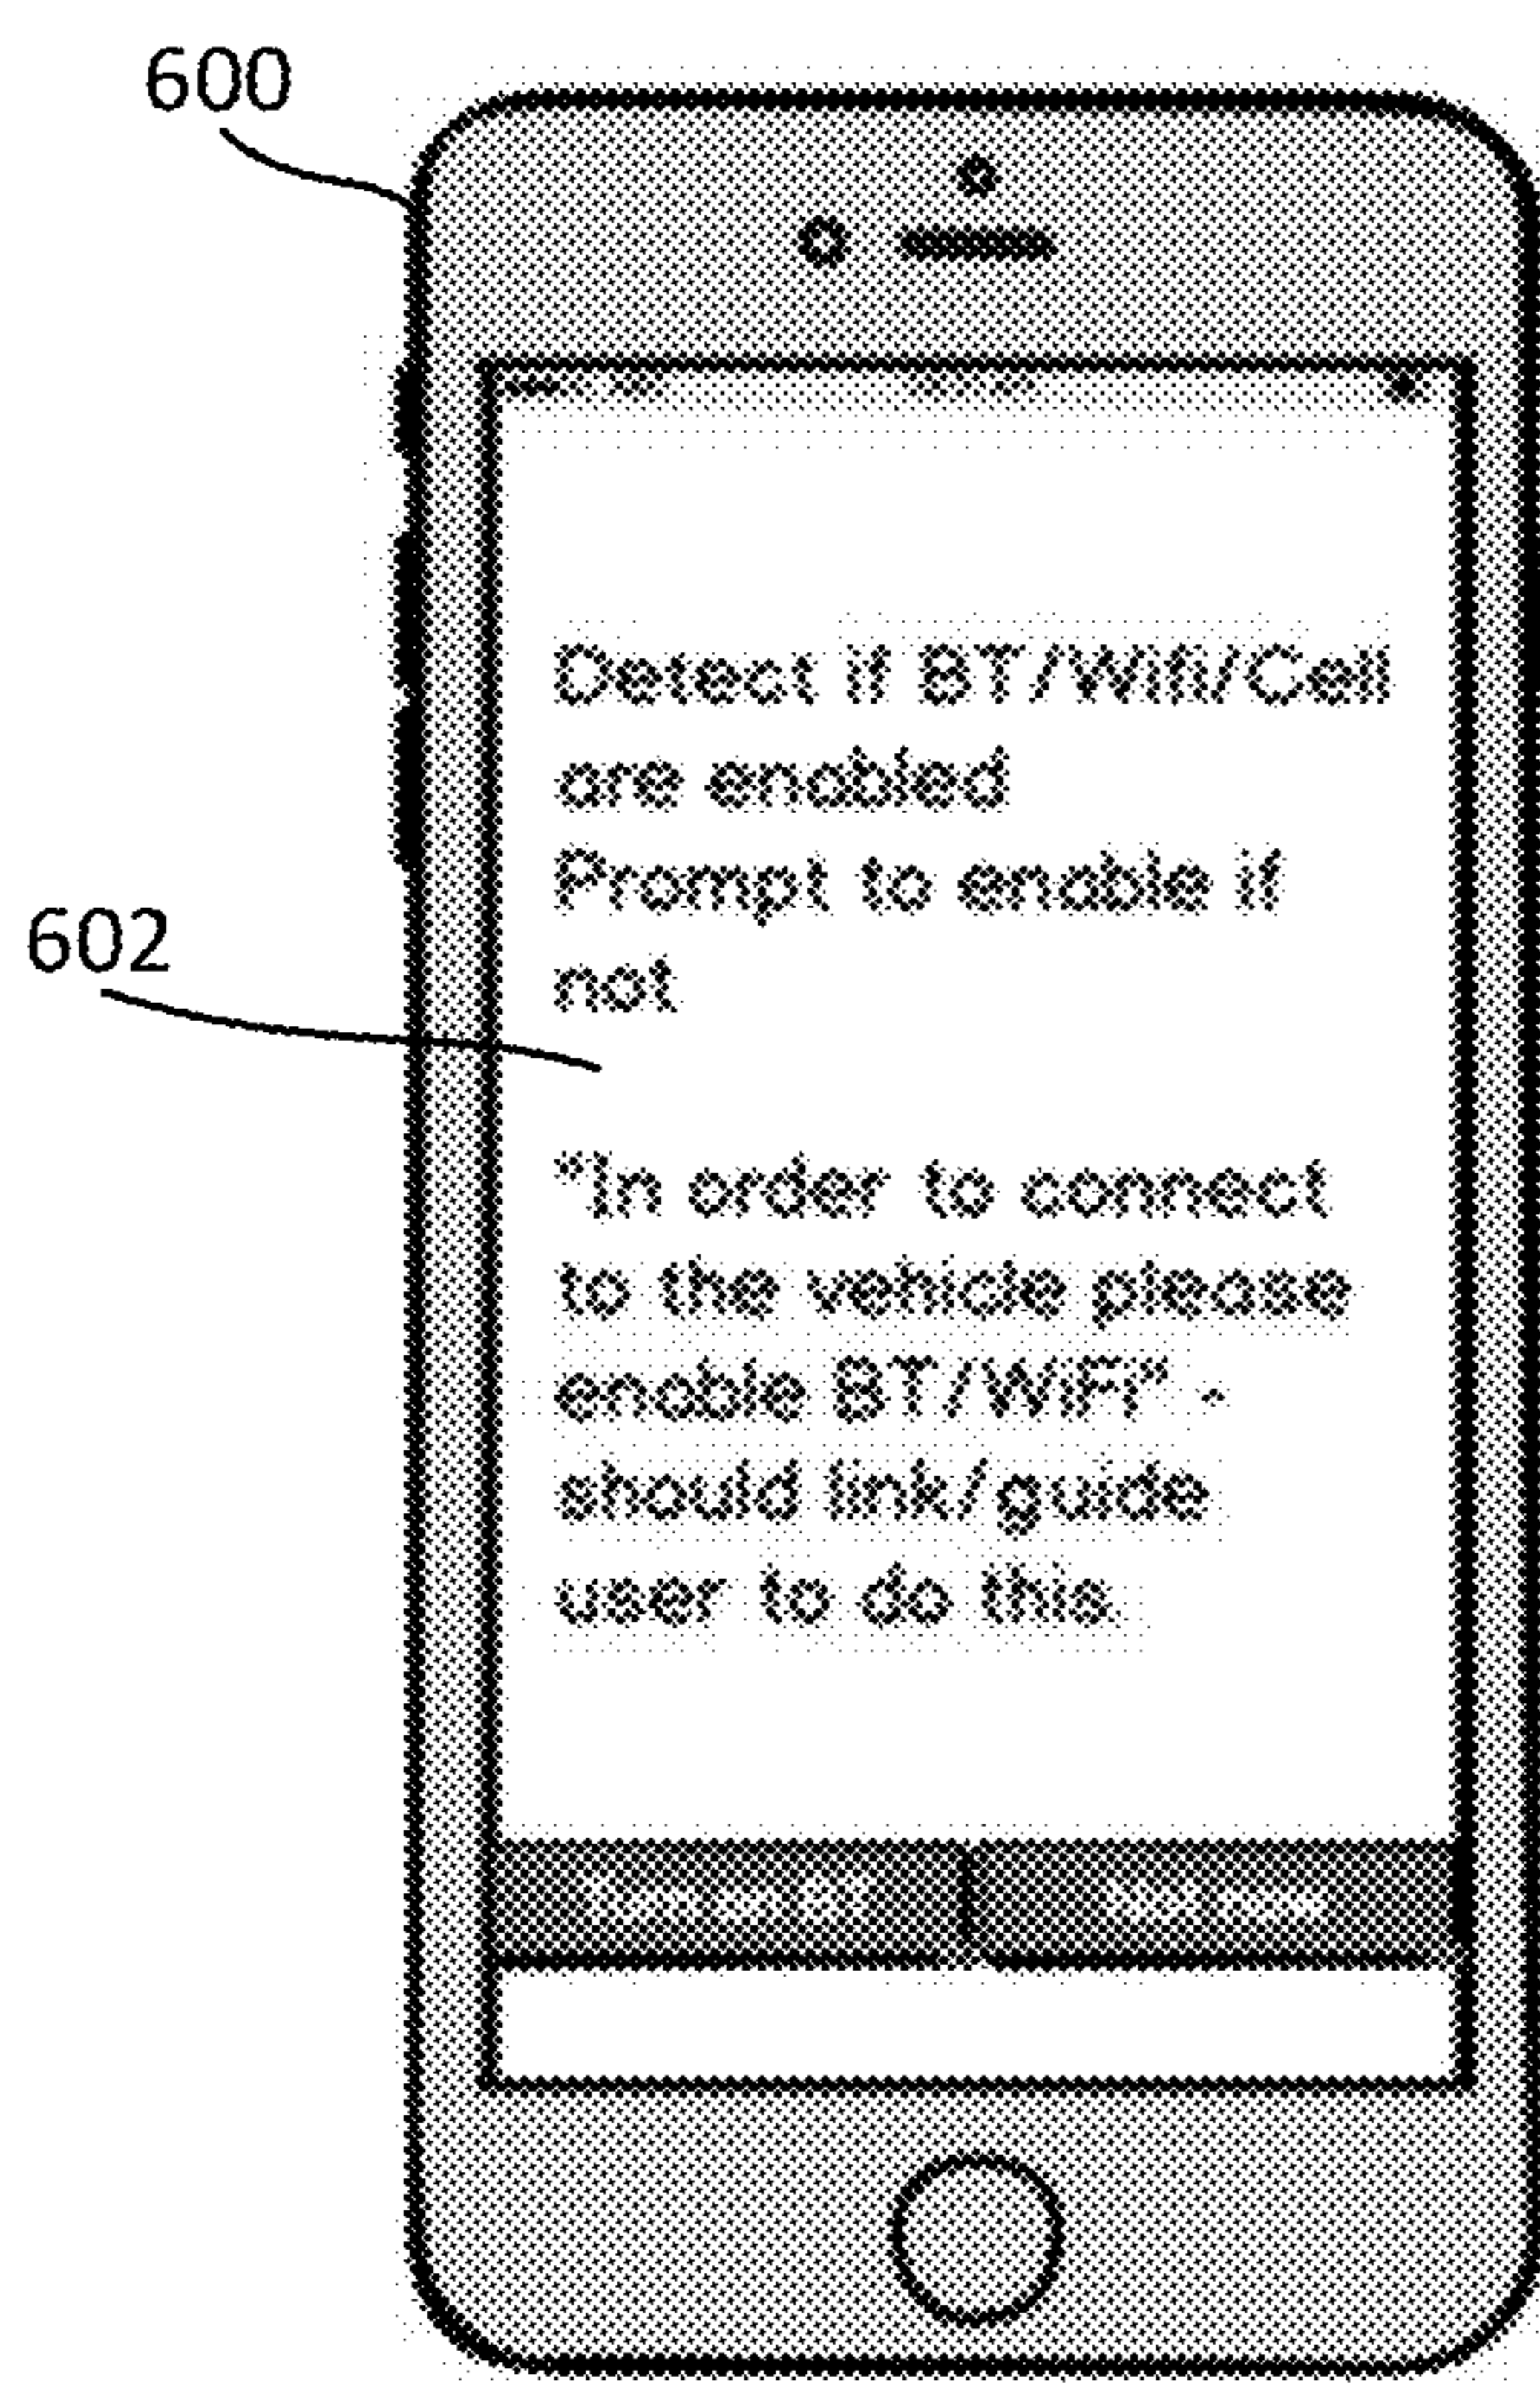 600
Detect if BT/Wifi/Cell
are enabled
Prompt to enable if
not
602
"In order to connect
to the vehicle please
enable BT/WiFi" -
should link/guide
user to do this.